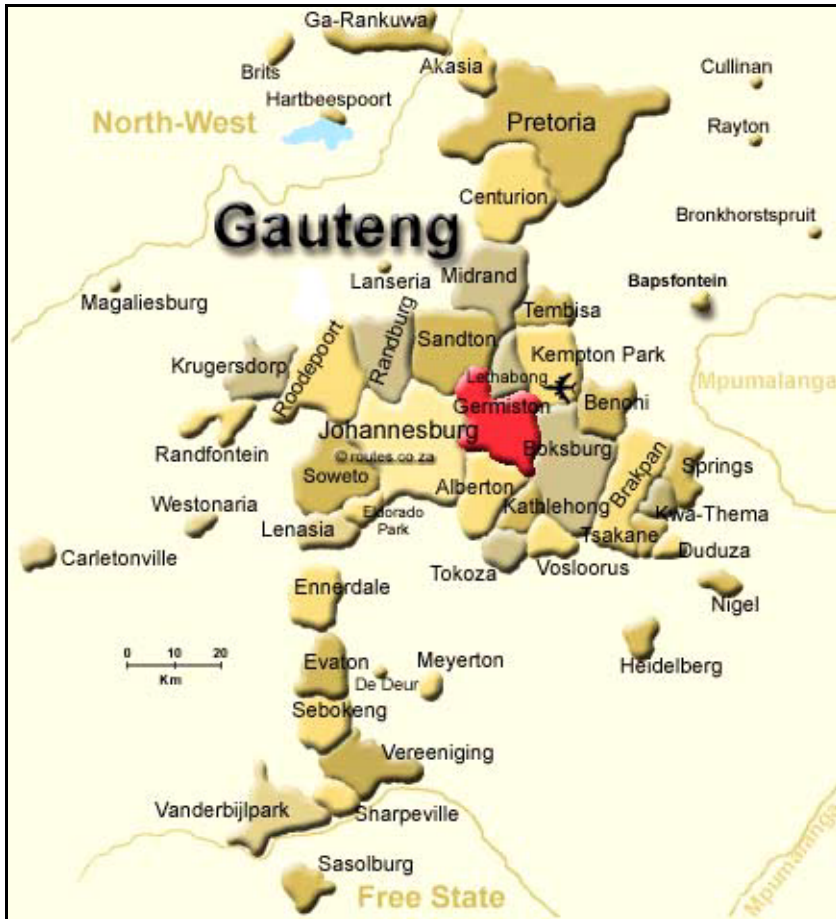 Ga-Rankuwa
Brits
Akasia
Cullinan
Hartbeespoort
North-West
Pretoria
Rayton
Centurion
Gauteng
Bronkhorstspruit
Lanseria
Midrand
Bapsfontein
Magaliesburg
Tembisa
Randburg
Sandton
Roodepoort
Krugersdorp
Kempton Park
Lethabong
Mpumalanga
Germiston
Benoni
Johannesburg
Boksburg
Randfontein
© routes.co.za
Brakpan
Springs
Soweto
Alberton
Westonaria
Kathlehong
Kwa-Thema
Eldorado
Park
Lenasia
Tsakane
Duduza
Carletonville
Tokoza
Vosloorus
Ennerdale
Nigel
0 10 20
Km
Evaton
Meyerton
Heidelberg
De Deur
Sebokeng
Vereeniging
Vanderbijlpark
Sharpeville
Sasolburg
Free State
Mpumalanga